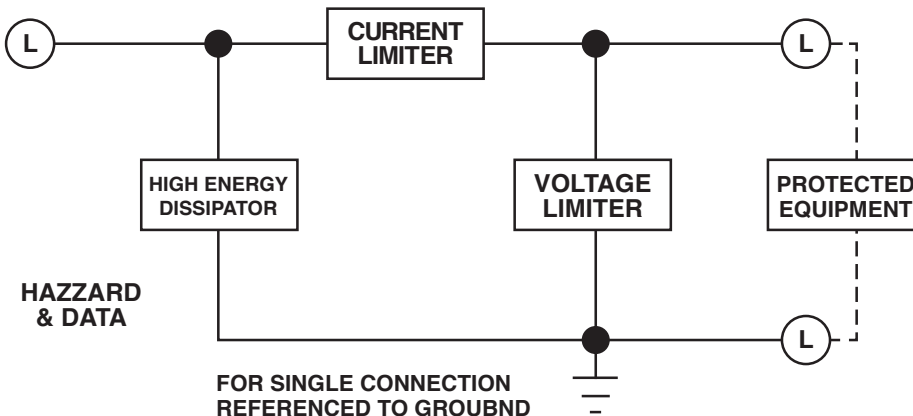 L
CURRENT
LIMITER
L
HIGH ENERGY
DISSIPATOR
VOLTAGE
LIMITER
PROTECTED
EQUIPMENT
HAZZARD
& DATA
L
FOR SINGLE CONNECTION
REFERENCED TO GROUBND